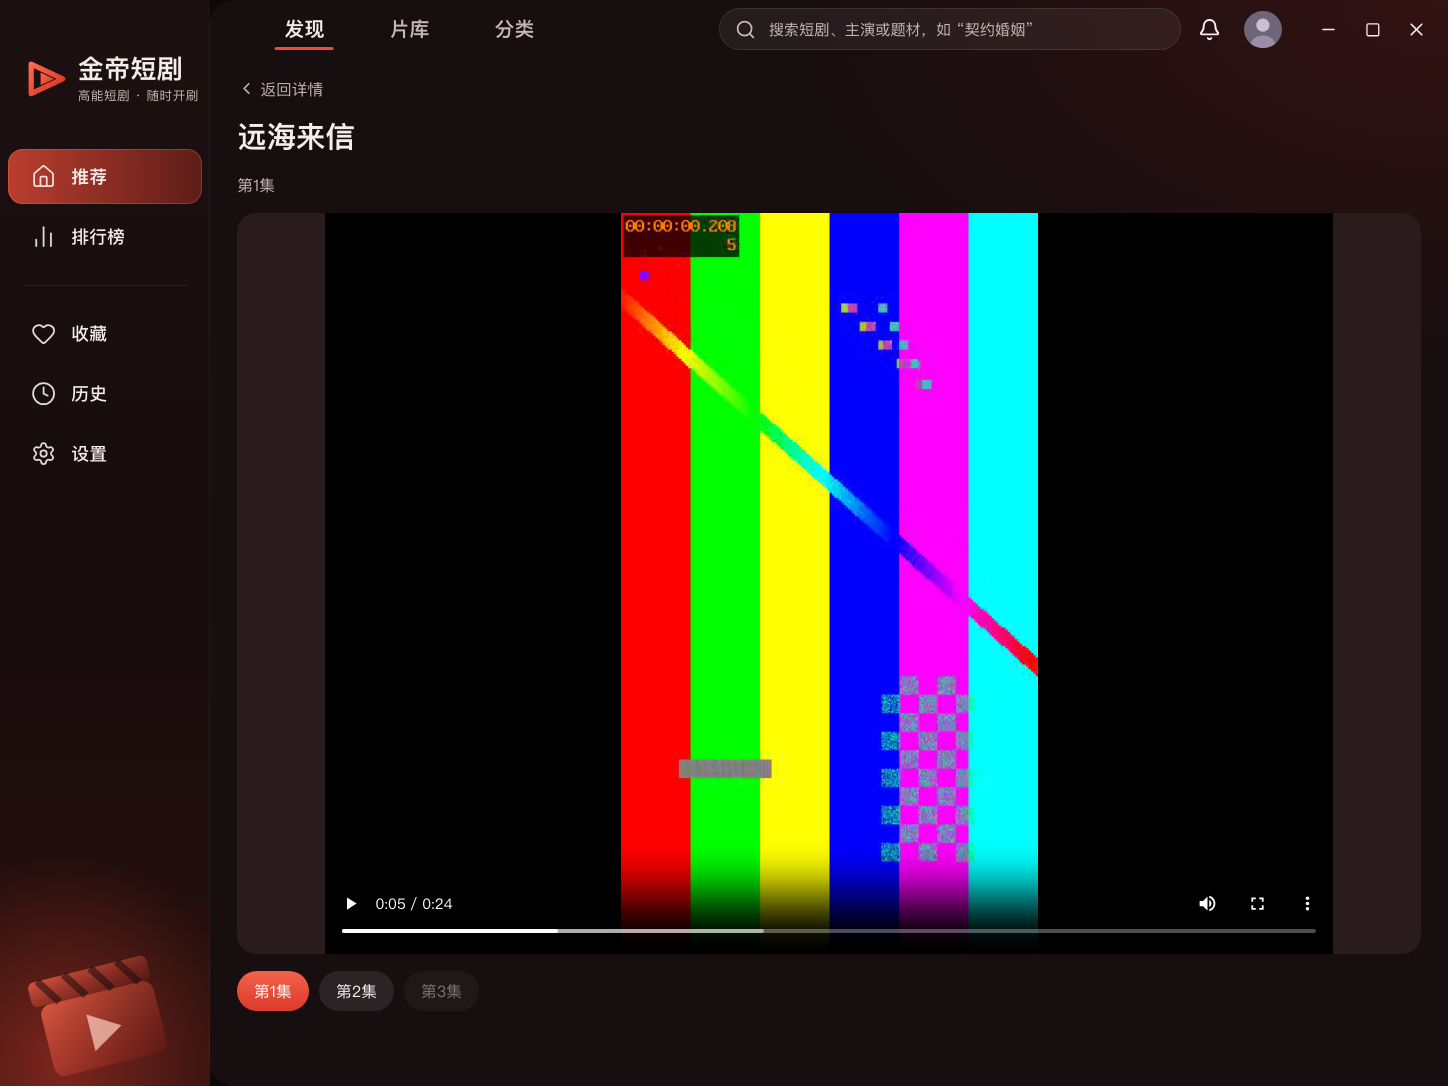 金帝短剧
高能短剧 · 随时开刷
推荐
排行榜
收藏
历史
设置
发现
片库
分类
搜索短剧、主演或题材，如 “契约婚姻”
返回详情
远海来信
第1集
00:00:00.208
5
0:05 / 0:24
第1集
第2集
第3集